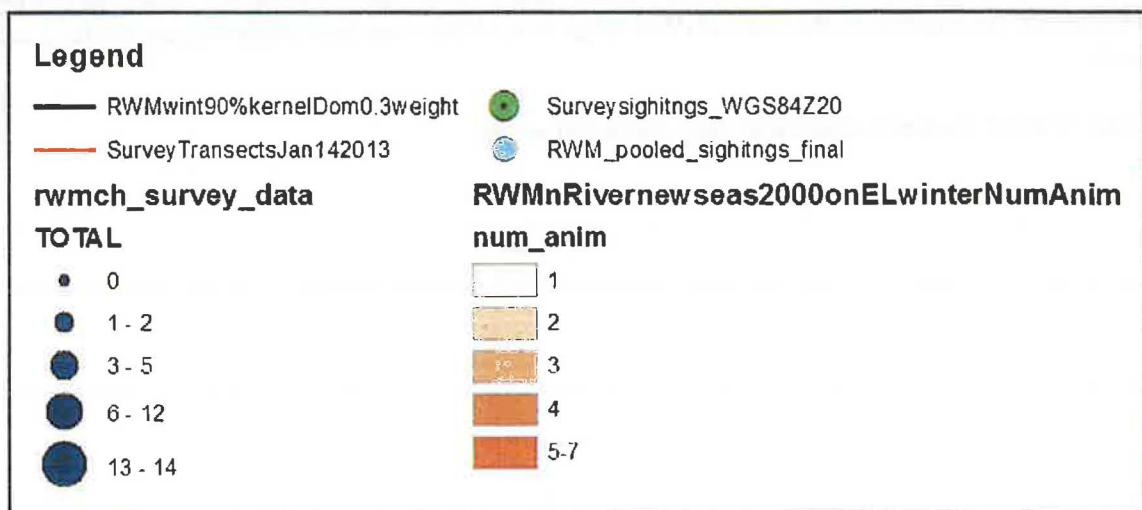 Legend
RWMwint90%kernelDom0.3weight
SurveyTransectsJan142013
Surveysighitngs_WGS84Z20
RWM_pooled_sighitngs_final
rwmch_survey_data
TOTAL
0
1 - 2
3 - 5
6 - 12
13 - 14
RWMnRivernewseas2000onELwinterNumAnim
num_anim
1
2
3
4
5-7